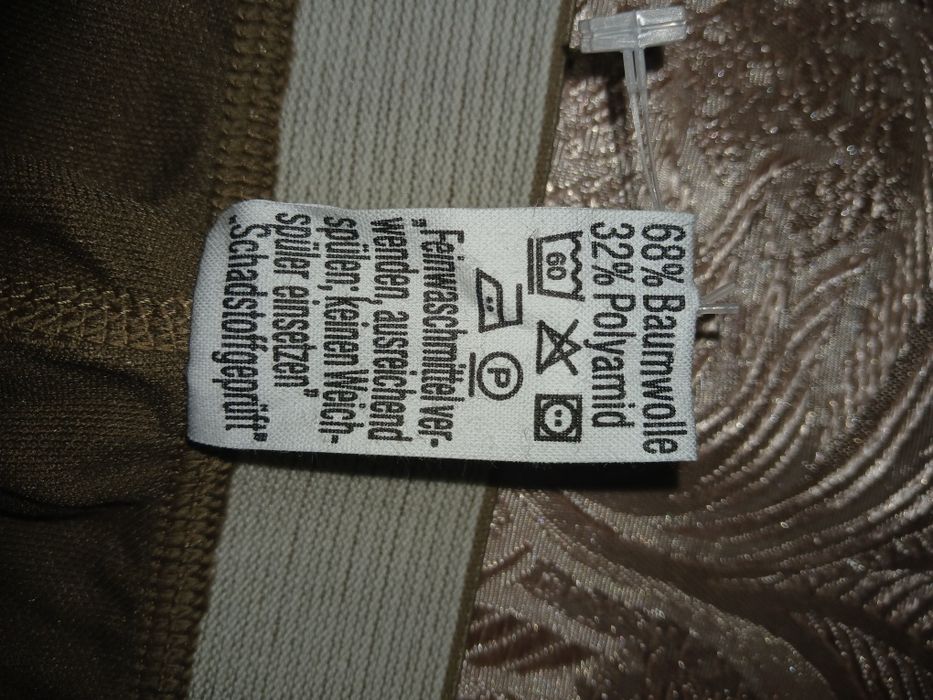 68% Baumwolle
32% Polyamid
60
P
„Feinwaschmittel ver-
wenden, ausreichend
spülen; keinen Weich-
spüler einsetzen”
„Schadstoffgeprüft”